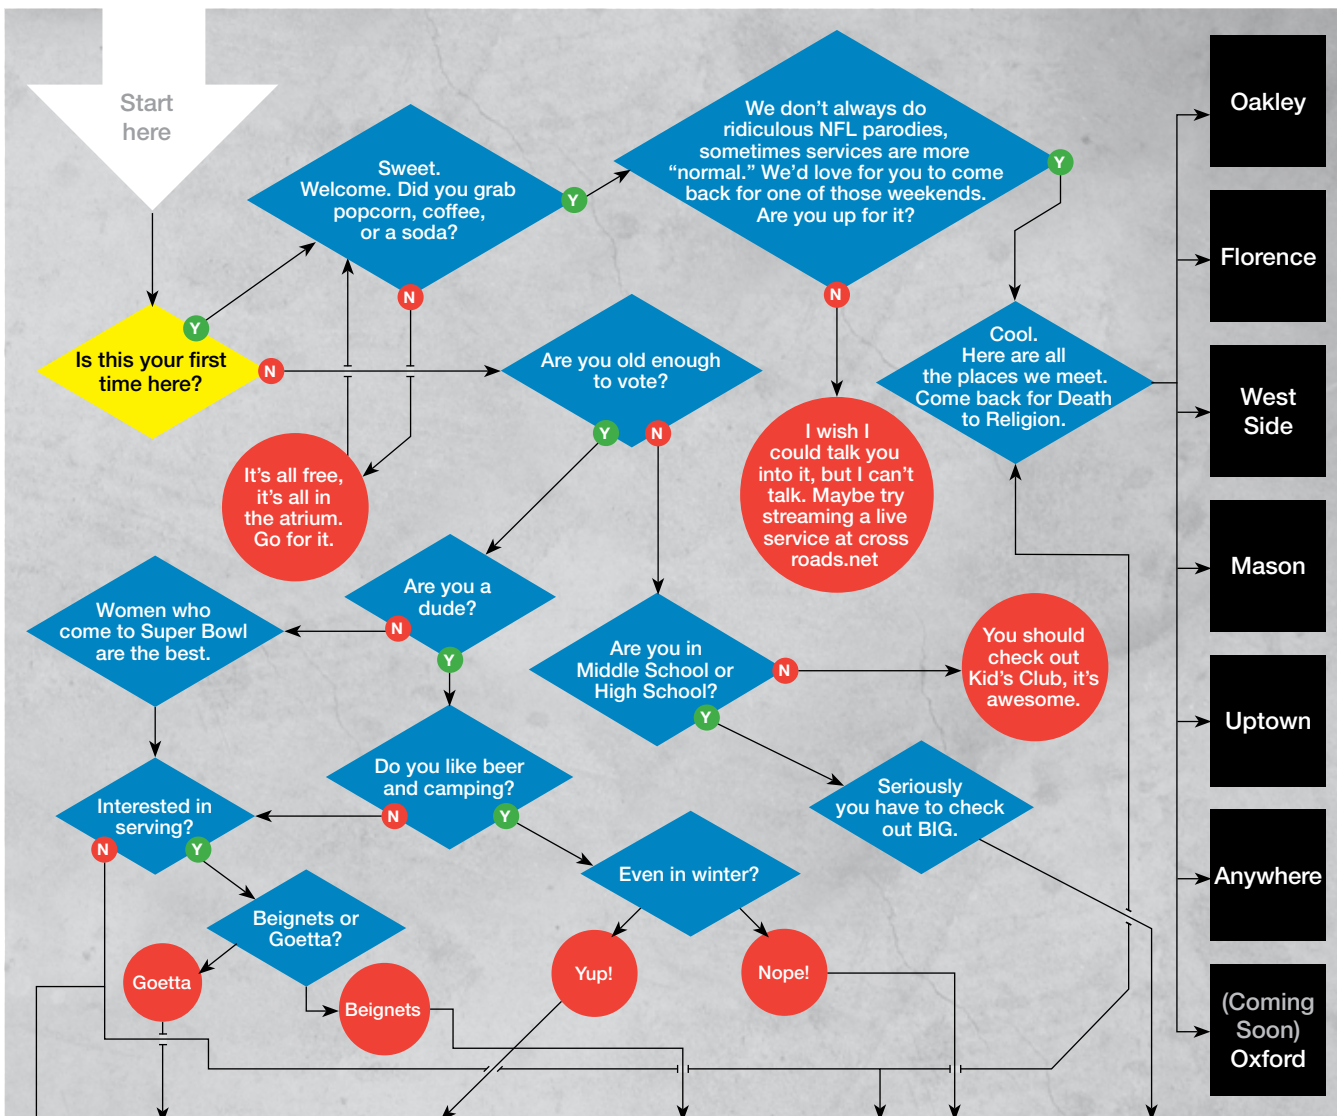 Start
here
Is this your first
time here?
Y
N
Sweet.
Welcome. Did you grab
popcorn, coffee,
or a soda?
Y
N
It’s all free,
it’s all in
the atrium.
Go for it.
We don’t always do
ridiculous NFL parodies,
sometimes services are more
“normal.” We’d love for you to come
back for one of those weekends.
Are you up for it?
Y
N
I wish I
could talk you
into it, but I can’t
talk. Maybe try
streaming a live
service at cross
roads.net
Cool.
Here are all
the places we meet.
Come back for Death
to Religion.
Oakley
Florence
West
Side
Mason
Uptown
Anywhere
(Coming
Soon)
Oxford
Are you old enough
to vote?
Y
N
Are you a
dude?
N
Y
Women who
come to Super Bowl
are the best.
Are you in
Middle School or
High School?
N
Y
You should
check out
Kid’s Club, it’s
awesome.
Seriously
you have to check
out BIG.
Do you like beer
and camping?
N
Y
Interested in
serving?
N
Y
Even in winter?
Yup!
Nope!
Beignets or
Goetta?
Goetta
Beignets